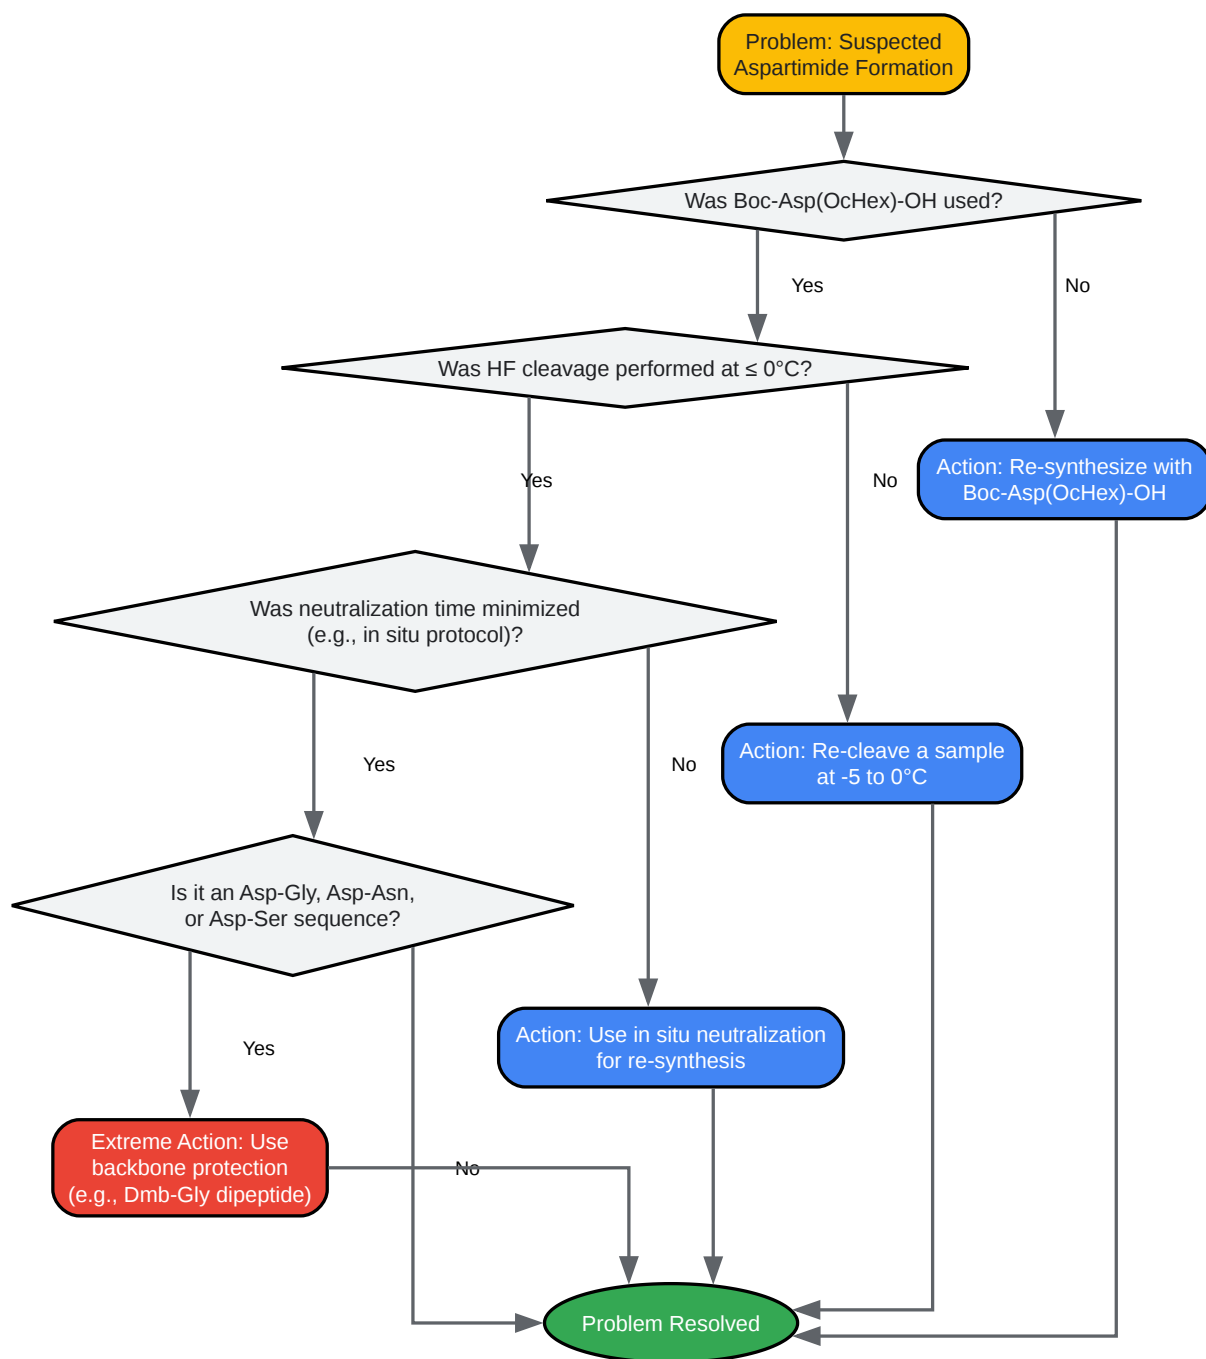 Problem: Suspected
Aspartimide Formation
Was Boc-Asp(OcHex)-OH used?
Yes
No
Was HF cleavage performed at ≤ 0°C?
Action: Re-synthesize with
Boc-Asp(OcHex)-OH
Yes
No
Was neutralization time minimized
(e.g., in situ protocol)?
Action: Re-cleave a sample
at -5 to 0°C
Yes
No
Is it an Asp-Gly, Asp-Asn,
or Asp-Ser sequence?
Action: Use in situ neutralization
for re-synthesis
Yes
Extreme Action: Use
backbone protection
(e.g., Dmb-Gly dipeptide)
No
Problem Resolved